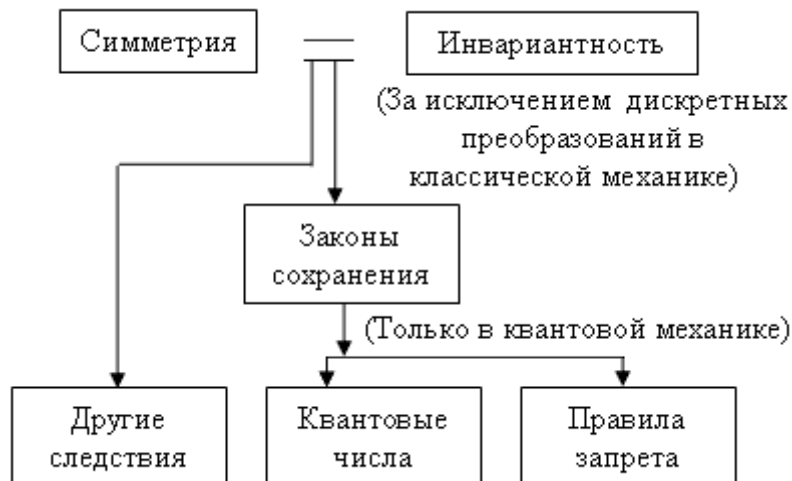 Симметрия
Инвариантность
(За исключением дискретных
преобразований в
классической механике)
Законы
сохранения
(Только в квантовой механике)
Другие
следствия
Квантовые
числа
Правила
запрета